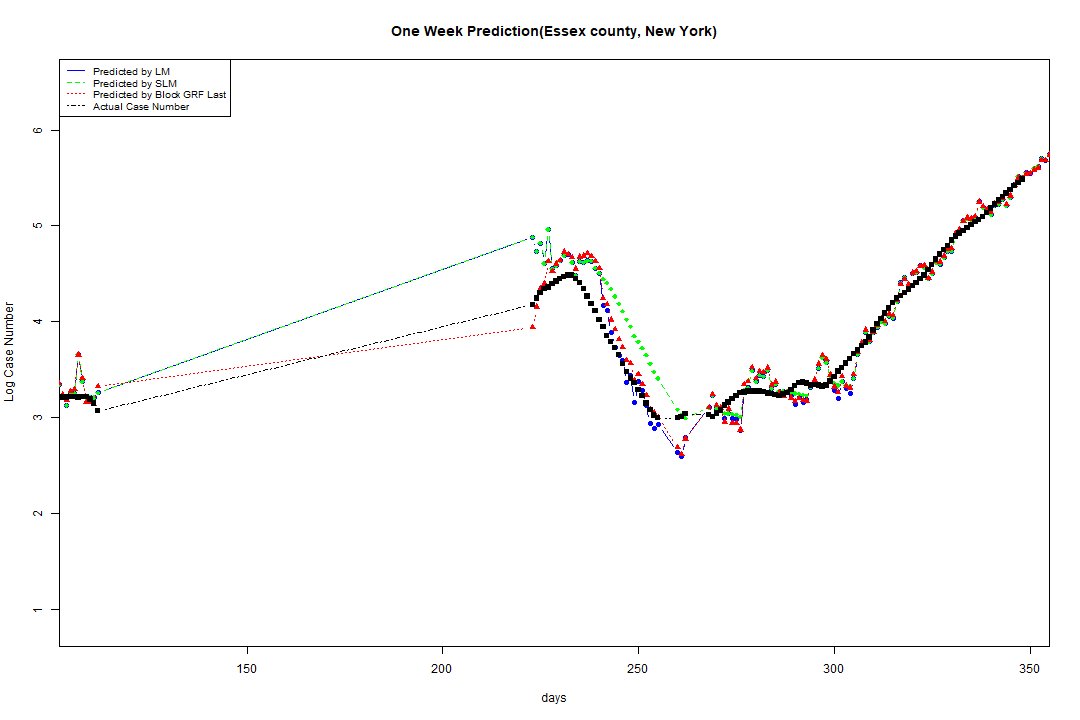 One Week Prediction(Essex county, New York)
Predicted by LM
Predicted by SLM
Predicted by Block GRF Last
Actual Case Number
6
5
4
3
2
1
Log Case Number
150 200 250 300 350
days